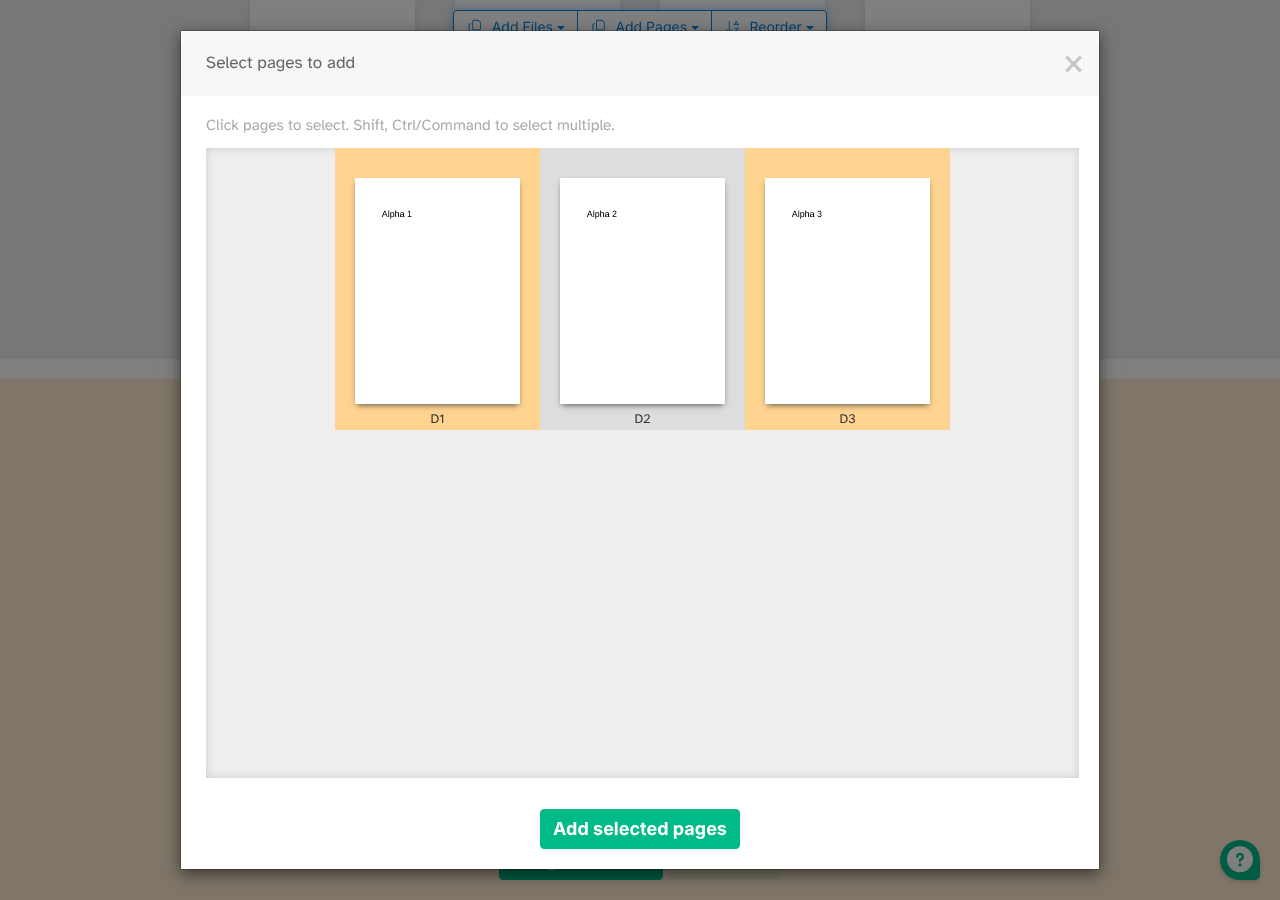 Add Files Add Pages Reorder
Select pages to add
×
Click pages to select. Shift, Ctrl/Command to select multiple.
Alpha 1 Alpha 2 Alpha 3
D1 D2 D3
Add selected pages
?